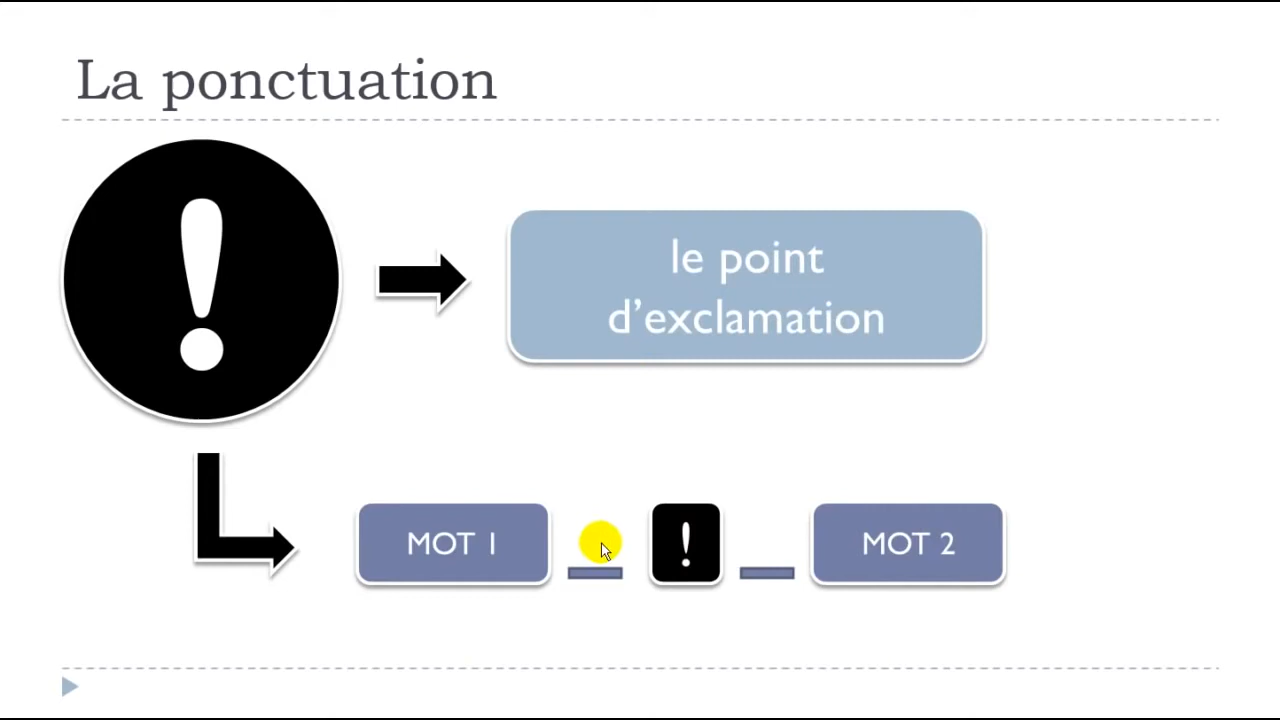 La ponctuation
!
le point
d’exclamation
MOT 1 _ ! _ MOT 2